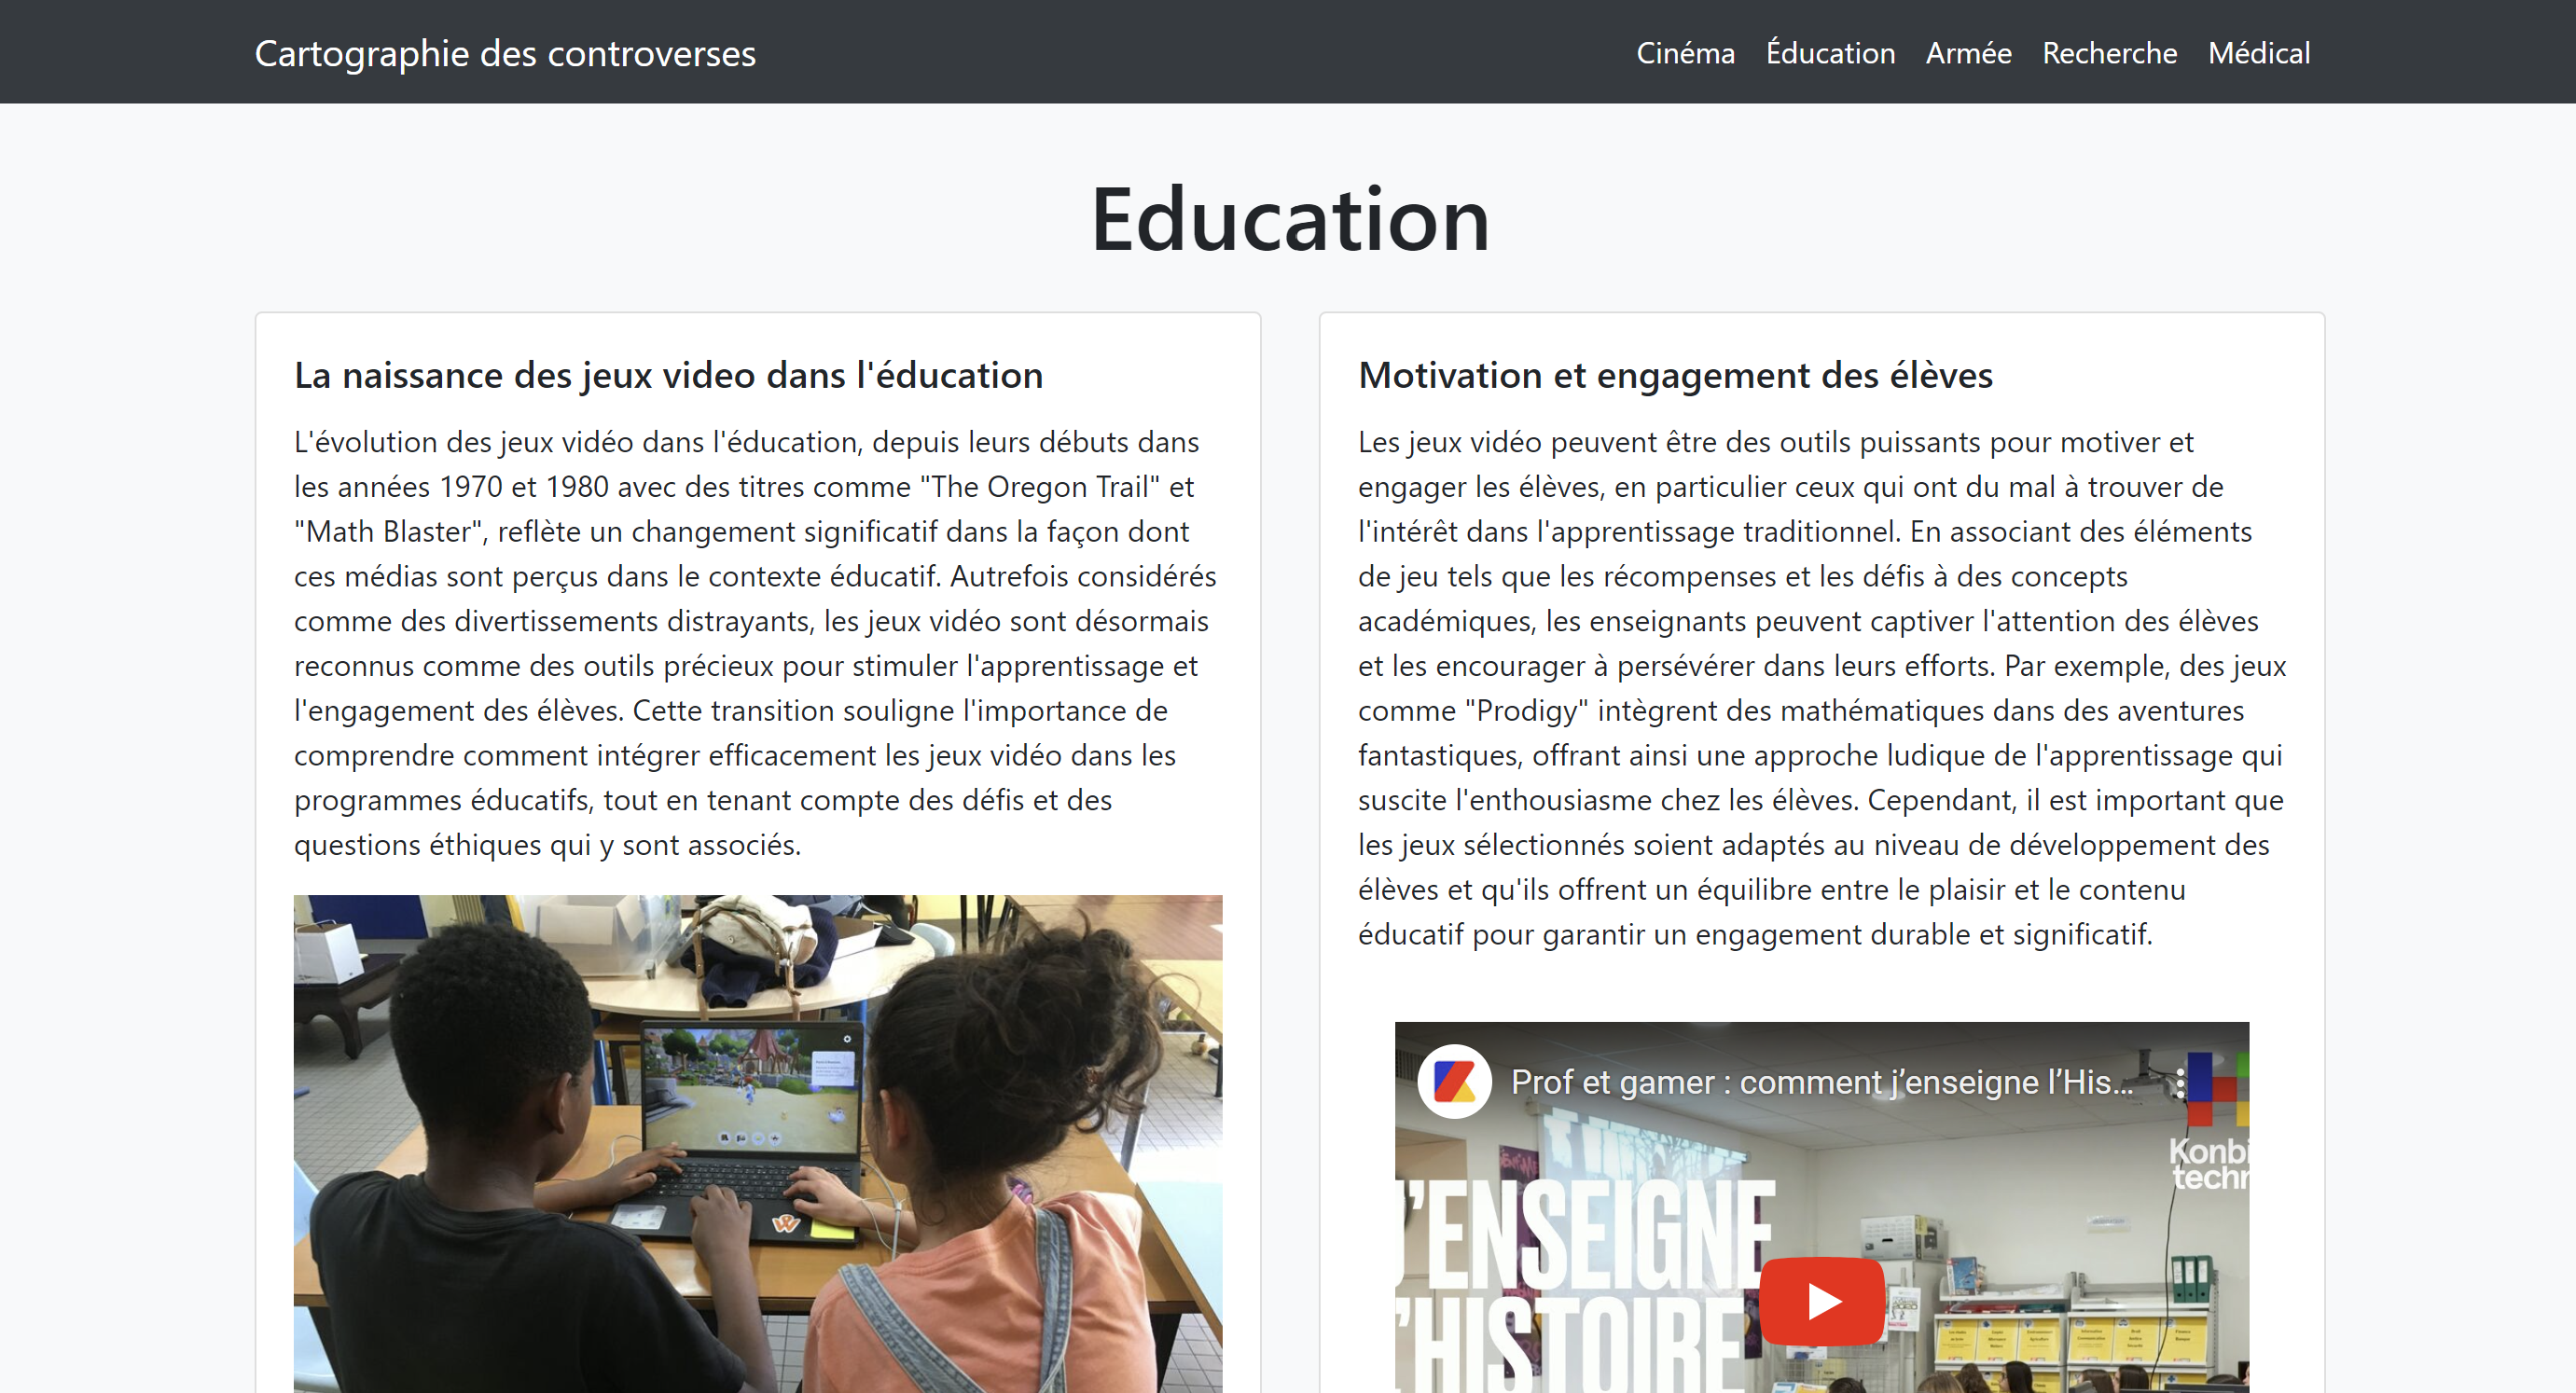 Cartographie des controverses
Cinéma Éducation Armée Recherche Médical
Education
La naissance des jeux video dans l'éducation
L'évolution des jeux vidéo dans l'éducation, depuis leurs débuts dans
les années 1970 et 1980 avec des titres comme "The Oregon Trail" et
"Math Blaster", reflète un changement significatif dans la façon dont
ces médias sont perçus dans le contexte éducatif. Autrefois considérés
comme des divertissements distrayants, les jeux vidéo sont désormais
reconnus comme des outils précieux pour stimuler l'apprentissage et
l'engagement des élèves. Cette transition souligne l'importance de
comprendre comment intégrer efficacement les jeux vidéo dans les
programmes éducatifs, tout en tenant compte des défis et des
questions éthiques qui y sont associés.
Motivation et engagement des élèves
Les jeux vidéo peuvent être des outils puissants pour motiver et
engager les élèves, en particulier ceux qui ont du mal à trouver de
l'intérêt dans l'apprentissage traditionnel. En associant des éléments
de jeu tels que les récompenses et les défis à des concepts
académiques, les enseignants peuvent captiver l'attention des élèves
et les encourager à persévérer dans leurs efforts. Par exemple, des jeux
comme "Prodigy" intègrent des mathématiques dans des aventures
fantastiques, offrant ainsi une approche ludique de l'apprentissage qui
suscite l'enthousiasme chez les élèves. Cependant, il est important que
les jeux sélectionnés soient adaptés au niveau de développement des
élèves et qu'ils offrent un équilibre entre le plaisir et le contenu
éducatif pour garantir un engagement durable et significatif.
Prof et gamer : comment j’enseigne l’His...
Konbi
techn
J’ENSEIGNE
L’HISTOIRE